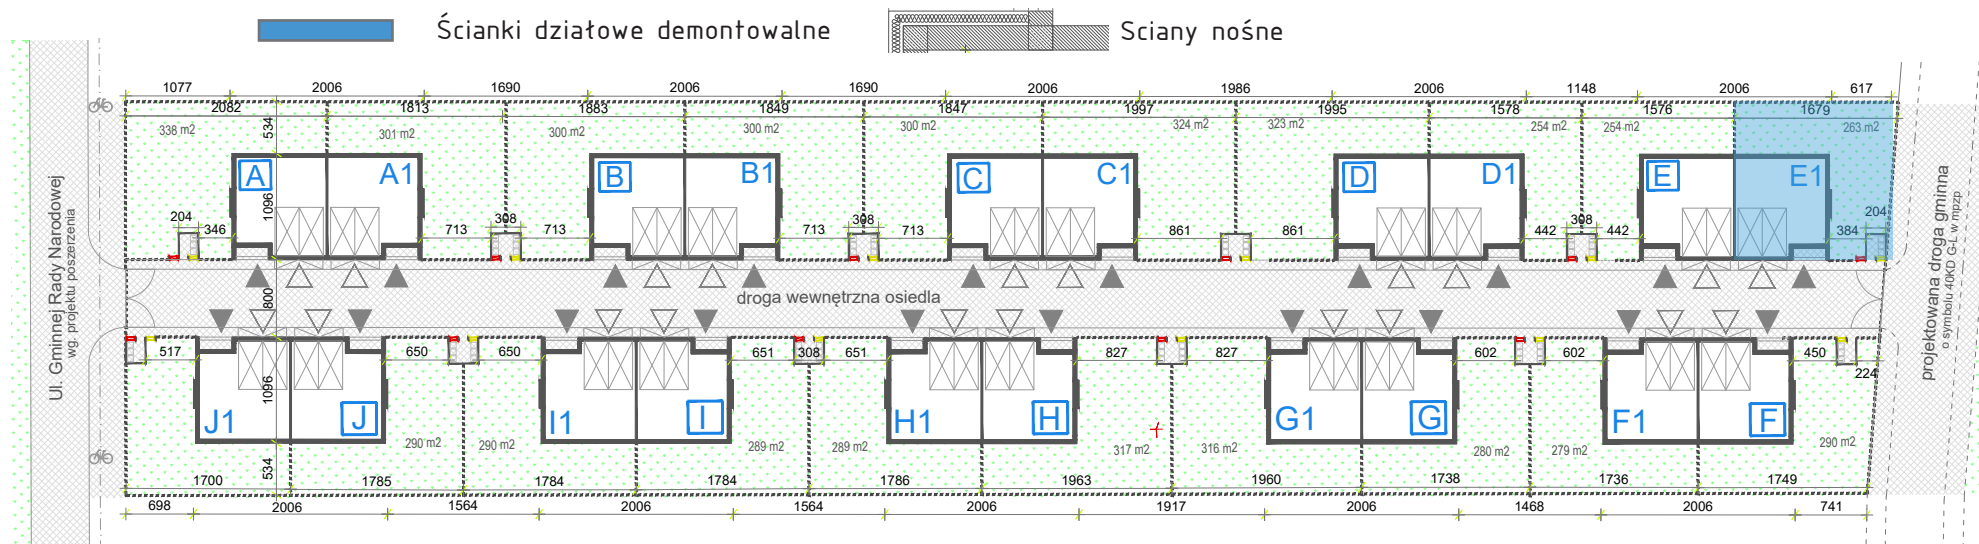 Ścianki działowe demontowalne
Sciany nośne
1077 2006 1690 2006 1690 2006 1986 2006 1148 2006 617
2082 1813 1883 1849 1847 1997 1995 1578 1576 1679
338 m2 301 m2 300 m2 300 m2 300 m2 324 m2 323 m2 254 m2 254 m2 263 m2
534
A A1 B B1 C C1 D D1 E E1
1096
204 346 713 308 713 713 308 713 861 861 442 308 442 384 204
800
droga wewnętrzna osiedla
Ul. Gminnej Rady Narodowej
wg. projektu poszerzenia
projektowana droga gminna
o symbolu 40KD G-L w mpzp
517 650 650 651 308 651 827 827 602 602 450
224
1096
J1 J I1 I H1 H G1 G F1 F
290 m2 290 m2 289 m2 289 m2 317 m2 316 m2 280 m2 279 m2 290 m2
534
1700 1785 1784 1784 1786 1963 1960 1738 1736 1749
698 2006 1564 2006 1564 2006 1917 2006 1468 2006 741